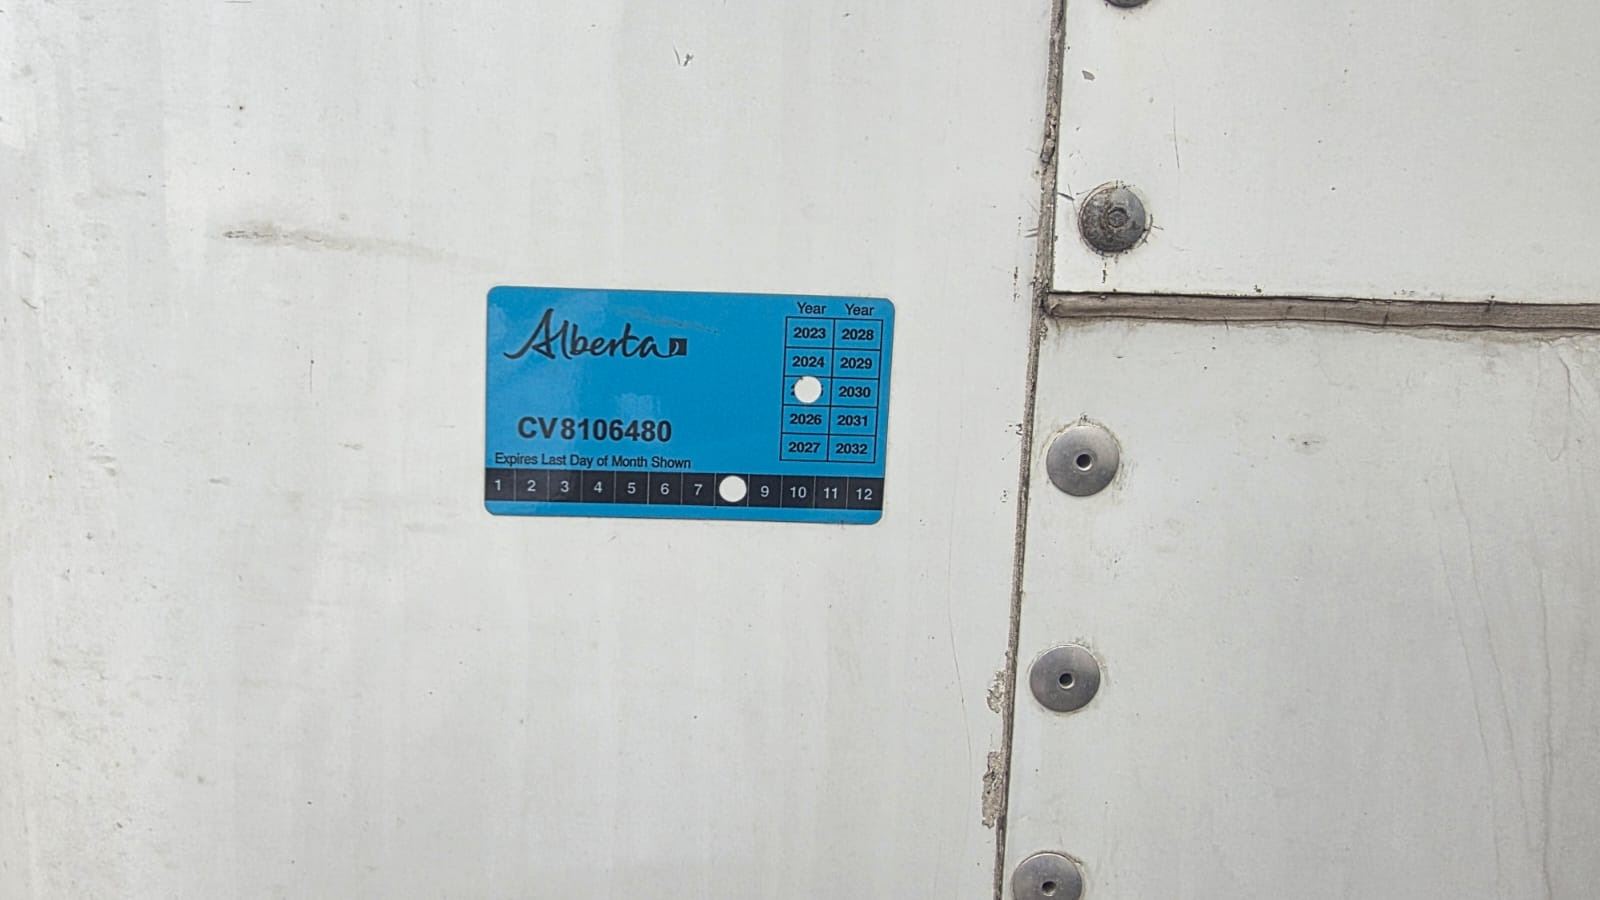 Alberta
Year Year
2023 2028
2024 2029
2030
2026 2031
2027 2032
CV8106480
Expires Last Day of Month Shown
1 2 3 4 5 6 7 9 10 11 12